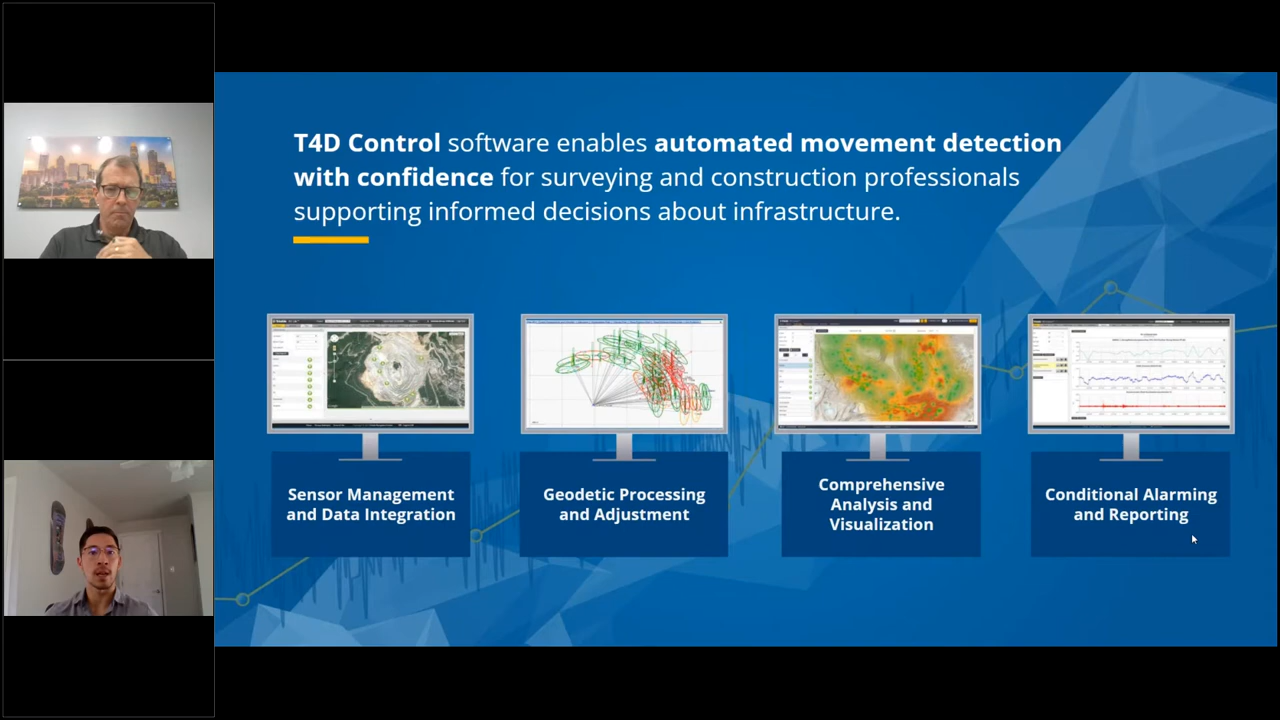 T4D Control software enables automated movement detection
with confidence for surveying and construction professionals
supporting informed decisions about infrastructure.
Sensor Management
and Data Integration
Geodetic Processing
and Adjustment
Comprehensive
Analysis and
Visualization
Conditional Alarming
and Reporting